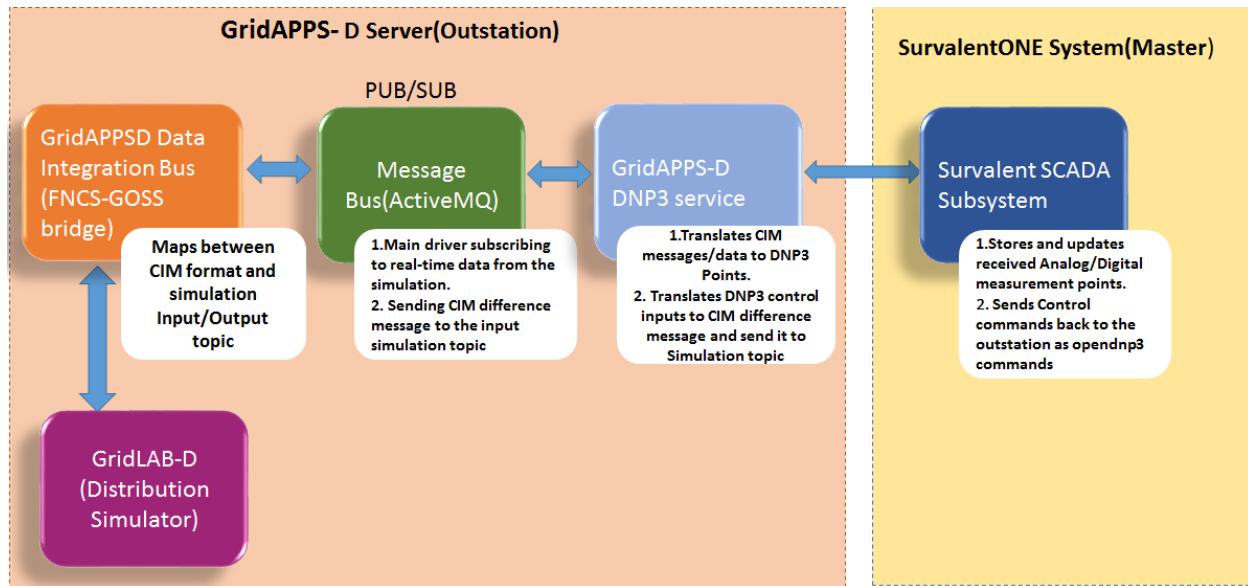 GridAPPS- D Server(Outstation)
SurvalentONE System(Master)
PUB/SUB
GridAPPSD Data
Integration Bus
(FNCS-GOSS
bridge)
Maps between
CIM format and
simulation
Input/Output
topic
Message
Bus(ActiveMQ)
1.Main driver subscribing
to real-time data from the
simulation.
2. Sending CIM difference
message to the input
simulation topic
GridAPPS-D
DNP3 service
1.Translates CIM
messages/data to DNP3
Points.
2. Translates DNP3 control
inputs to CIM difference
message and send it to
Simulation topic
Survalent SCADA
Subsystem
1.Stores and updates
received Analog/Digital
measurement points.
2. Sends Control
commands back to the
outstation as opendnp3
commands
GridLAB-D
(Distribution
Simulator)